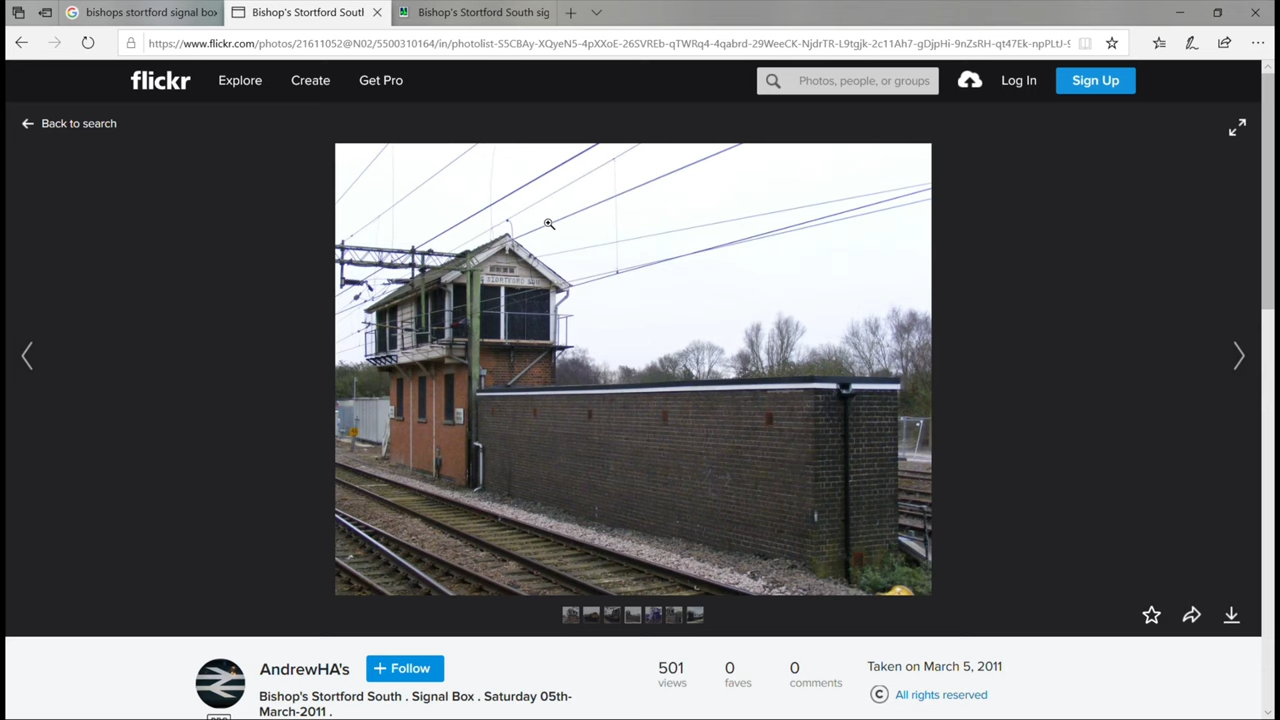 bishops stortford signal bo
Bishop's Stortford Sout
Bishop's Stortford South sig
https://www.flickr.com/photos/21611052@N02/5500310164/in/photolist-S5CBAy-XQyeN5-4pXXoE-26SVREb-qTWRq4-4qabrd-29WeeCK-NjdrTR-L9tgjk-2c11Ah7-gDjpHi-9nZsRH-qt47Ek-npPLtJ-9
flickr Explore Create Get Pro Photos, people, or groups Log In Sign Up
Back to search
AndrewHA's + Follow
Bishop's Stortford South . Signal Box . Saturday 05th-
March-2011 .
501
views
0
faves
0
comments
Taken on March 5, 2011
© All rights reserved